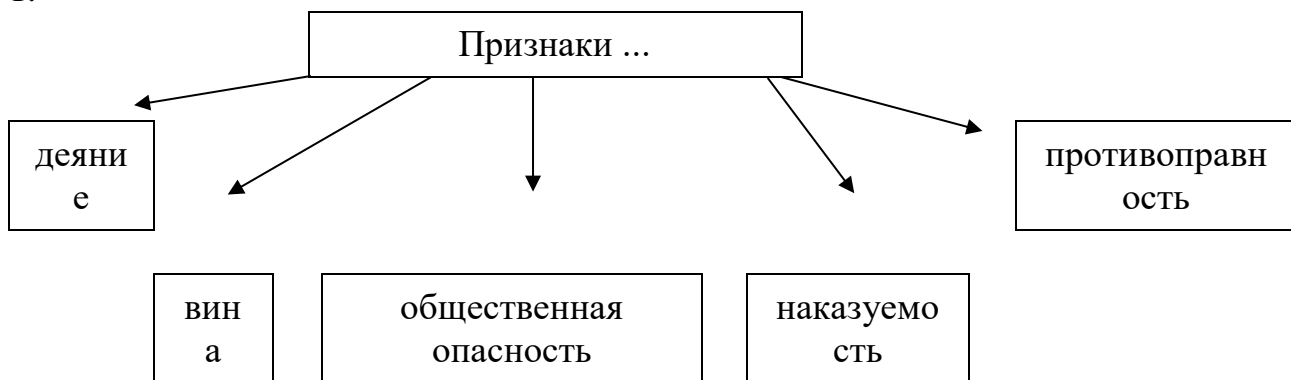 Признаки ...
деяни
е
противоправн
ость
вин
а
общественная
опасность
наказуемо
сть